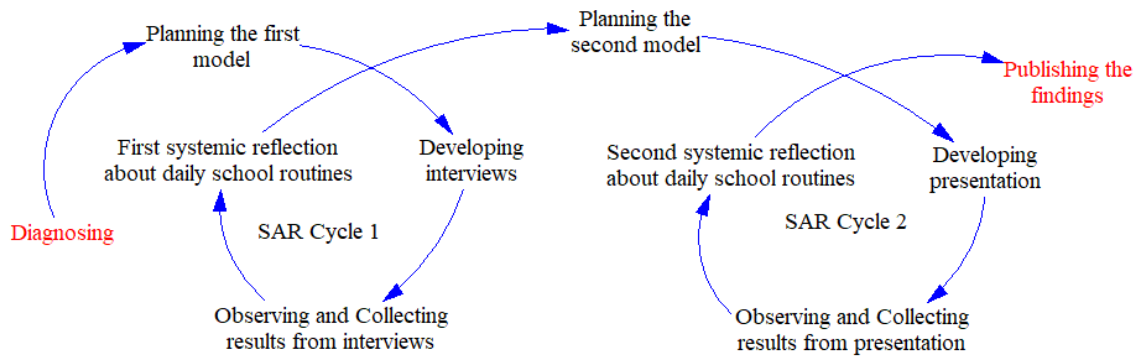 Planning the first
model
Planning the
second model
Publishing the
findings
First systemic reflection
about daily school routines
Developing
interviews
Second systemic reflection
about daily school routines
Developing
presentation
Diagnosing
SAR Cycle 1
SAR Cycle 2
Observing and Collecting
results from interviews
Observing and Collecting
results from presentation